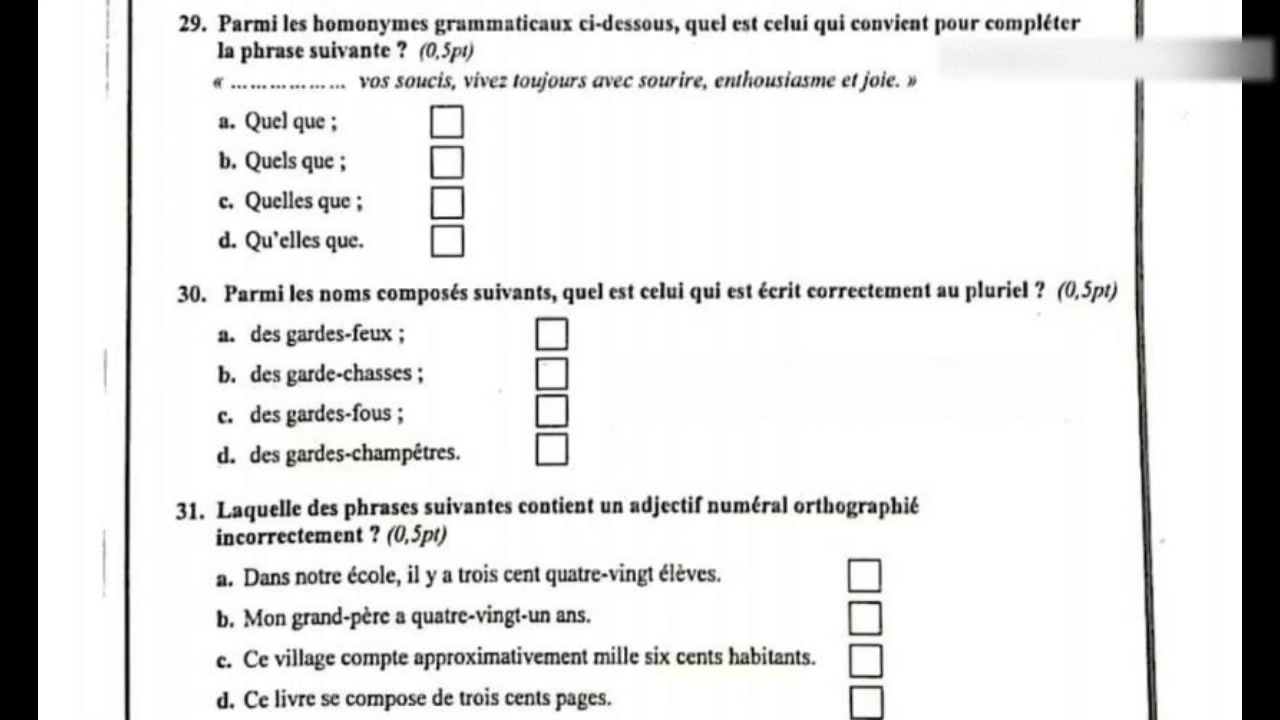 29. Parmi les homonymes grammaticaux ci-dessous, quel est celui qui convient pour compléter
la phrase suivante ? (0,5pt)
« .................. vos soucis, vivez toujours avec sourire, enthousiasme et joie. »
a. Quel que ;
b. Quels que ;
c. Quelles que ;
d. Qu'elles que.
30. Parmi les noms composés suivants, quel est celui qui est écrit correctement au pluriel ? (0,5pt)
a. des gardes-feux ;
b. des garde-chasses ;
c. des gardes-fous ;
d. des gardes-champêtres.
31. Laquelle des phrases suivantes contient un adjectif numéral orthographié
incorrectement ? (0,5pt)
a. Dans notre école, il y a trois cent quatre-vingt élèves.
b. Mon grand-père a quatre-vingt-un ans.
c. Ce village compte approximativement mille six cents habitants.
d. Ce livre se compose de trois cents pages.